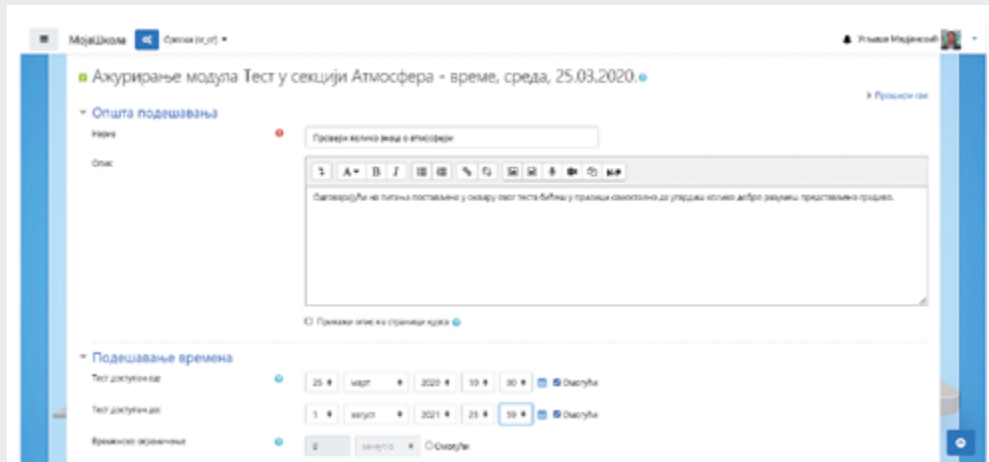 МојаШкола Српски (sr_cr)
Ажурирање модула Тест у секцији Атмосфера - време, среда, 25.03.2020.
Прошири све
Општа подешавања
Назив
Провери колико знаш о атмосфери
Опис
Одговарајући на питања постављена у оквиру овог теста бићеш у прилици самостално да утврдиш колико добро разумеш представљено градиво.
Прикажи опис на страници курса
Подешавање времена
Тест доступан од: 25 март 2020 10 30 Омогући
Тест доступан до: 1 август 2021 23 59 Омогући
Временско ограничење 0 Омогући